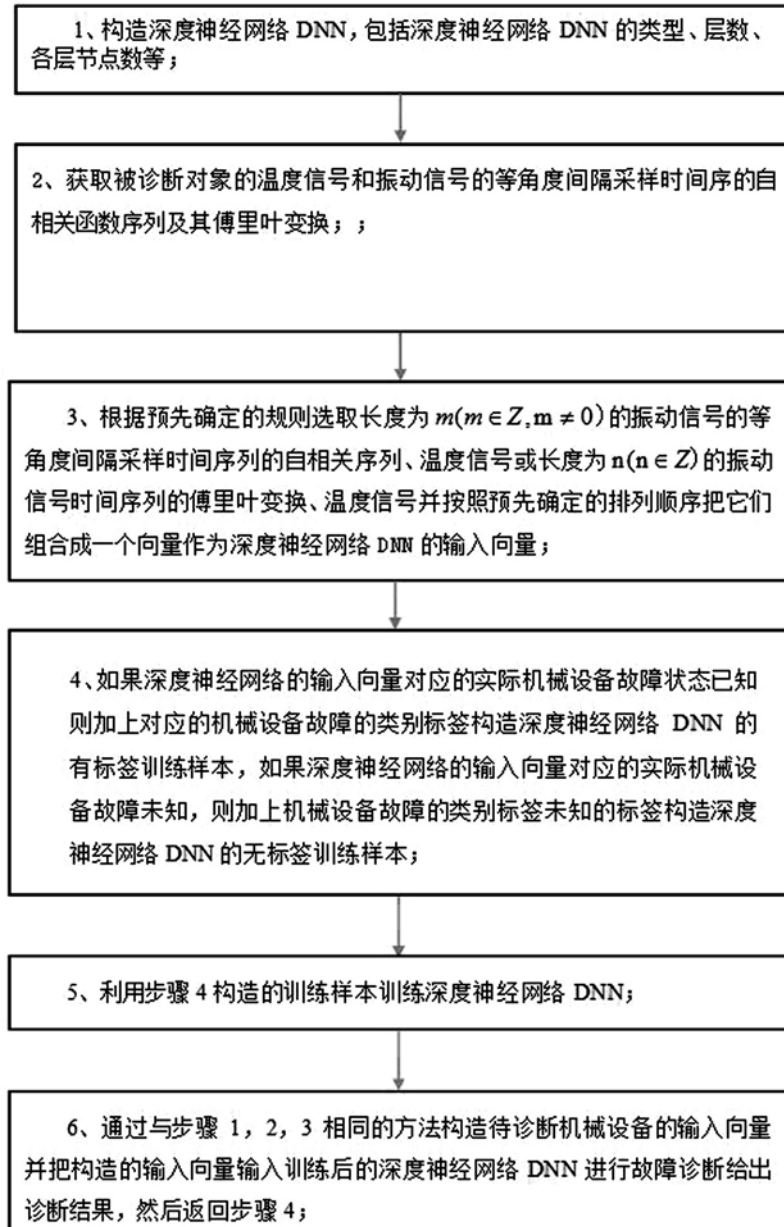 1、构造深度神经网络 DNN，包括深度神经网络 DNN 的类型、层数、
各层节点数等；
2、获取被诊断对象的温度信号和振动信号的等角度间隔采样时间序的自
相关函数序列及其傅里叶变换；；
3、根据预先确定的规则选取长度为 m(m ∈ Z, m ≠ 0) 的振动信号的等
角度间隔采样时间序列的自相关序列、温度信号或长度为 n(n ∈ Z) 的振动
信号时间序列的傅里叶变换、温度信号并按照预先确定的排列顺序把它们
组合成一个向量作为深度神经网络 DNN 的输入向量；
4、如果深度神经网络的输入向量对应的实际机械设备故障状态已知
则加上对应的机械设备故障的类别标签构造深度神经网络 DNN 的
有标签训练样本，如果深度神经网络的输入向量对应的实际机械设
备故障未知，则加上机械设备故障的类别标签未知的标签构造深度
神经网络 DNN 的无标签训练样本；
5、利用步骤 4 构造的训练样本训练深度神经网络 DNN；
6、通过与步骤 1，2，3 相同的方法构造待诊断机械设备的输入向量
并把构造的输入向量输入训练后的深度神经网络 DNN 进行故障诊断给出
诊断结果，然后返回步骤 4；